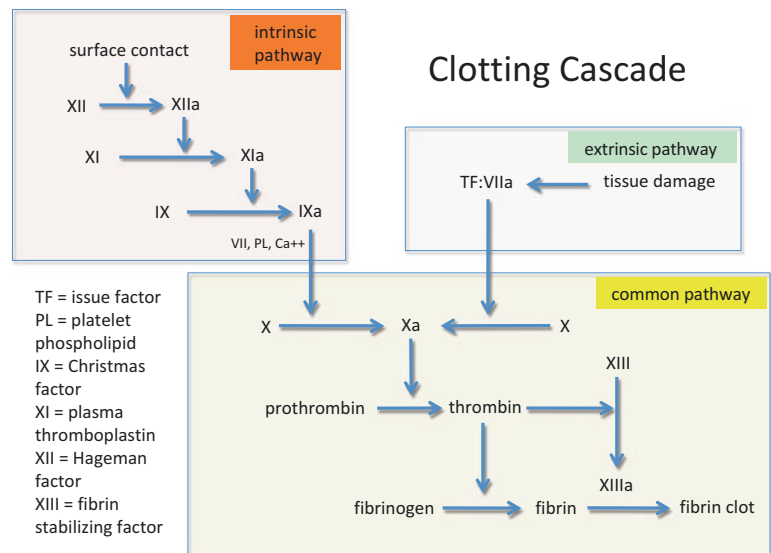 Clotting Cascade
intrinsic
pathway
surface contact
XII
XIIa
XI
XIa
IX
IXa
VII, PL, Ca++
extrinsic pathway
TF:VIIa
tissue damage
common pathway
X
Xa
X
XIII
prothrombin
thrombin
XIIIa
fibrinogen
fibrin
fibrin clot
TF = issue factor
PL = platelet
phospholipid
IX = Christmas
factor
XI = plasma
thromboplastin
XII = Hageman
factor
XIII = fibrin
stabilizing factor